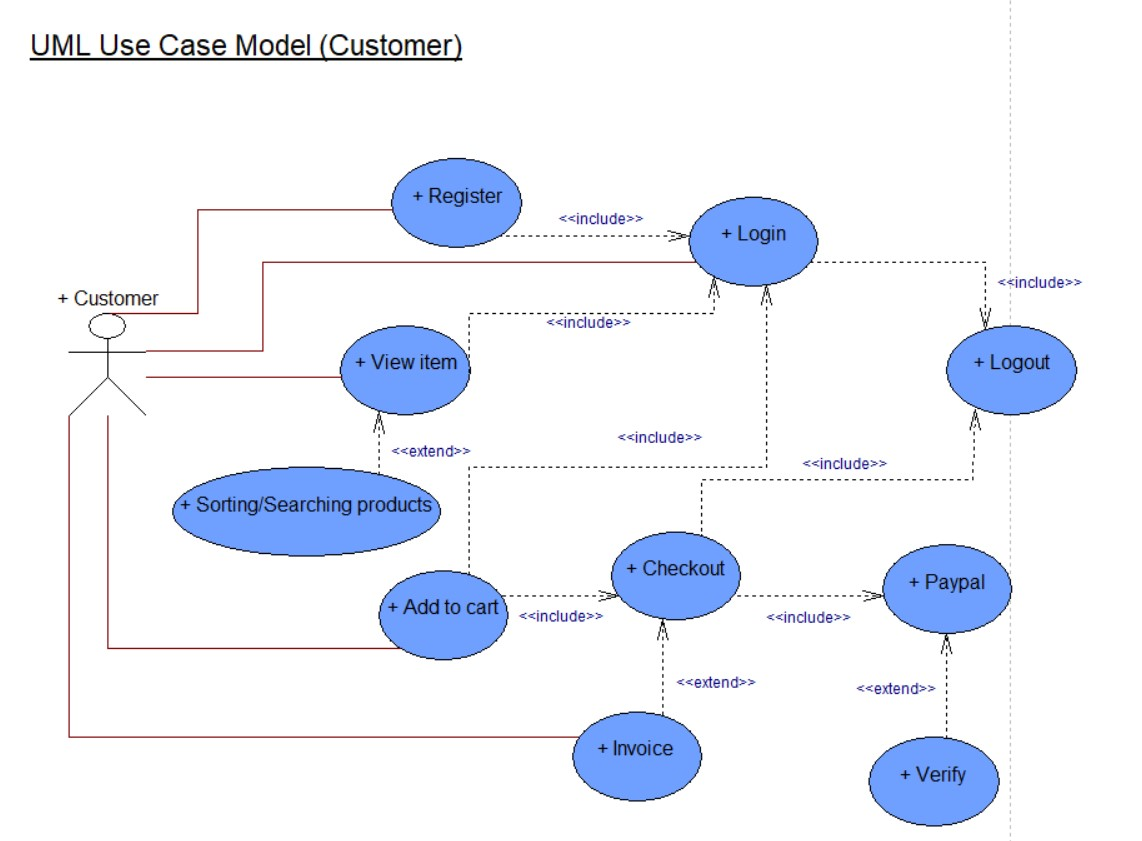 UML Use Case Model (Customer)
+ Register
<<include>>
+ Login
<<include>>
+ Customer
<<include>>
+ View item
+ Logout
<<include>>
<<extend>>
<<include>>
+ Sorting/Searching products
+ Checkout
+ Paypal
+ Add to cart
<<include>>
<<include>>
<<extend>>
<<extend>>
+ Invoice
+ Verify